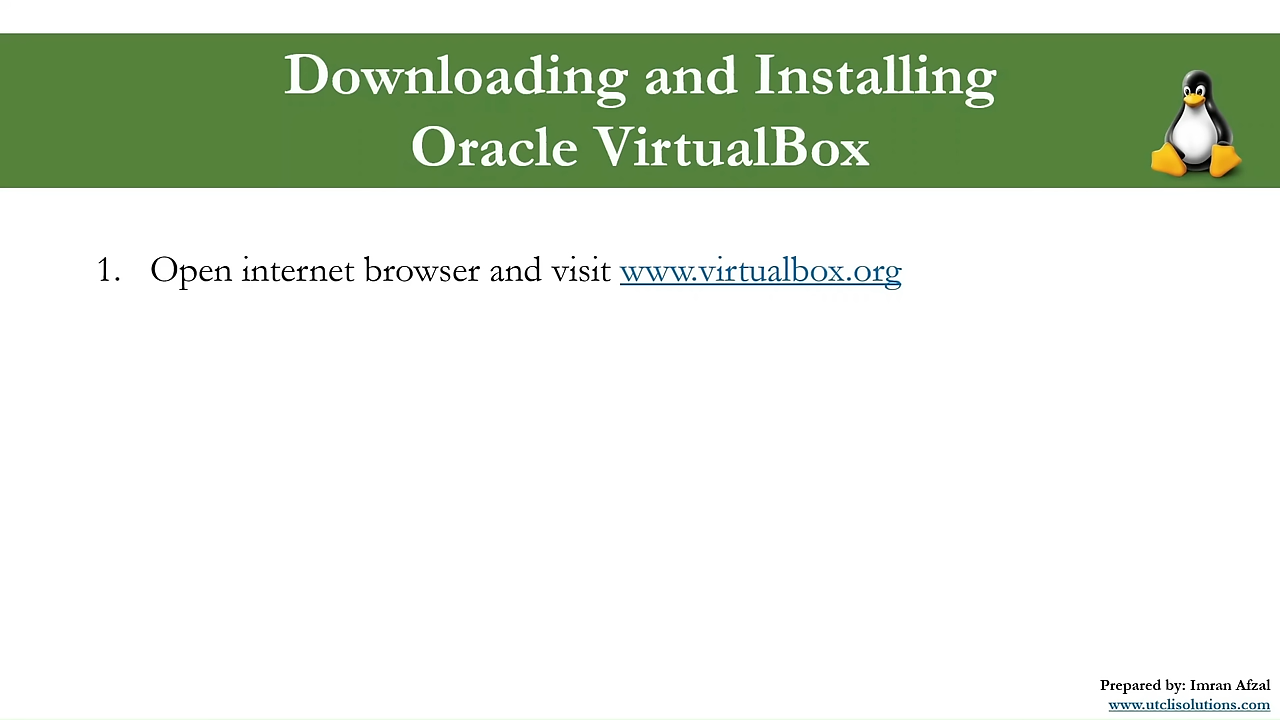 Downloading and Installing
Oracle VirtualBox
1. Open internet browser and visit www.virtualbox.org
Prepared by: Imran Afzal
www.utclisolutions.com